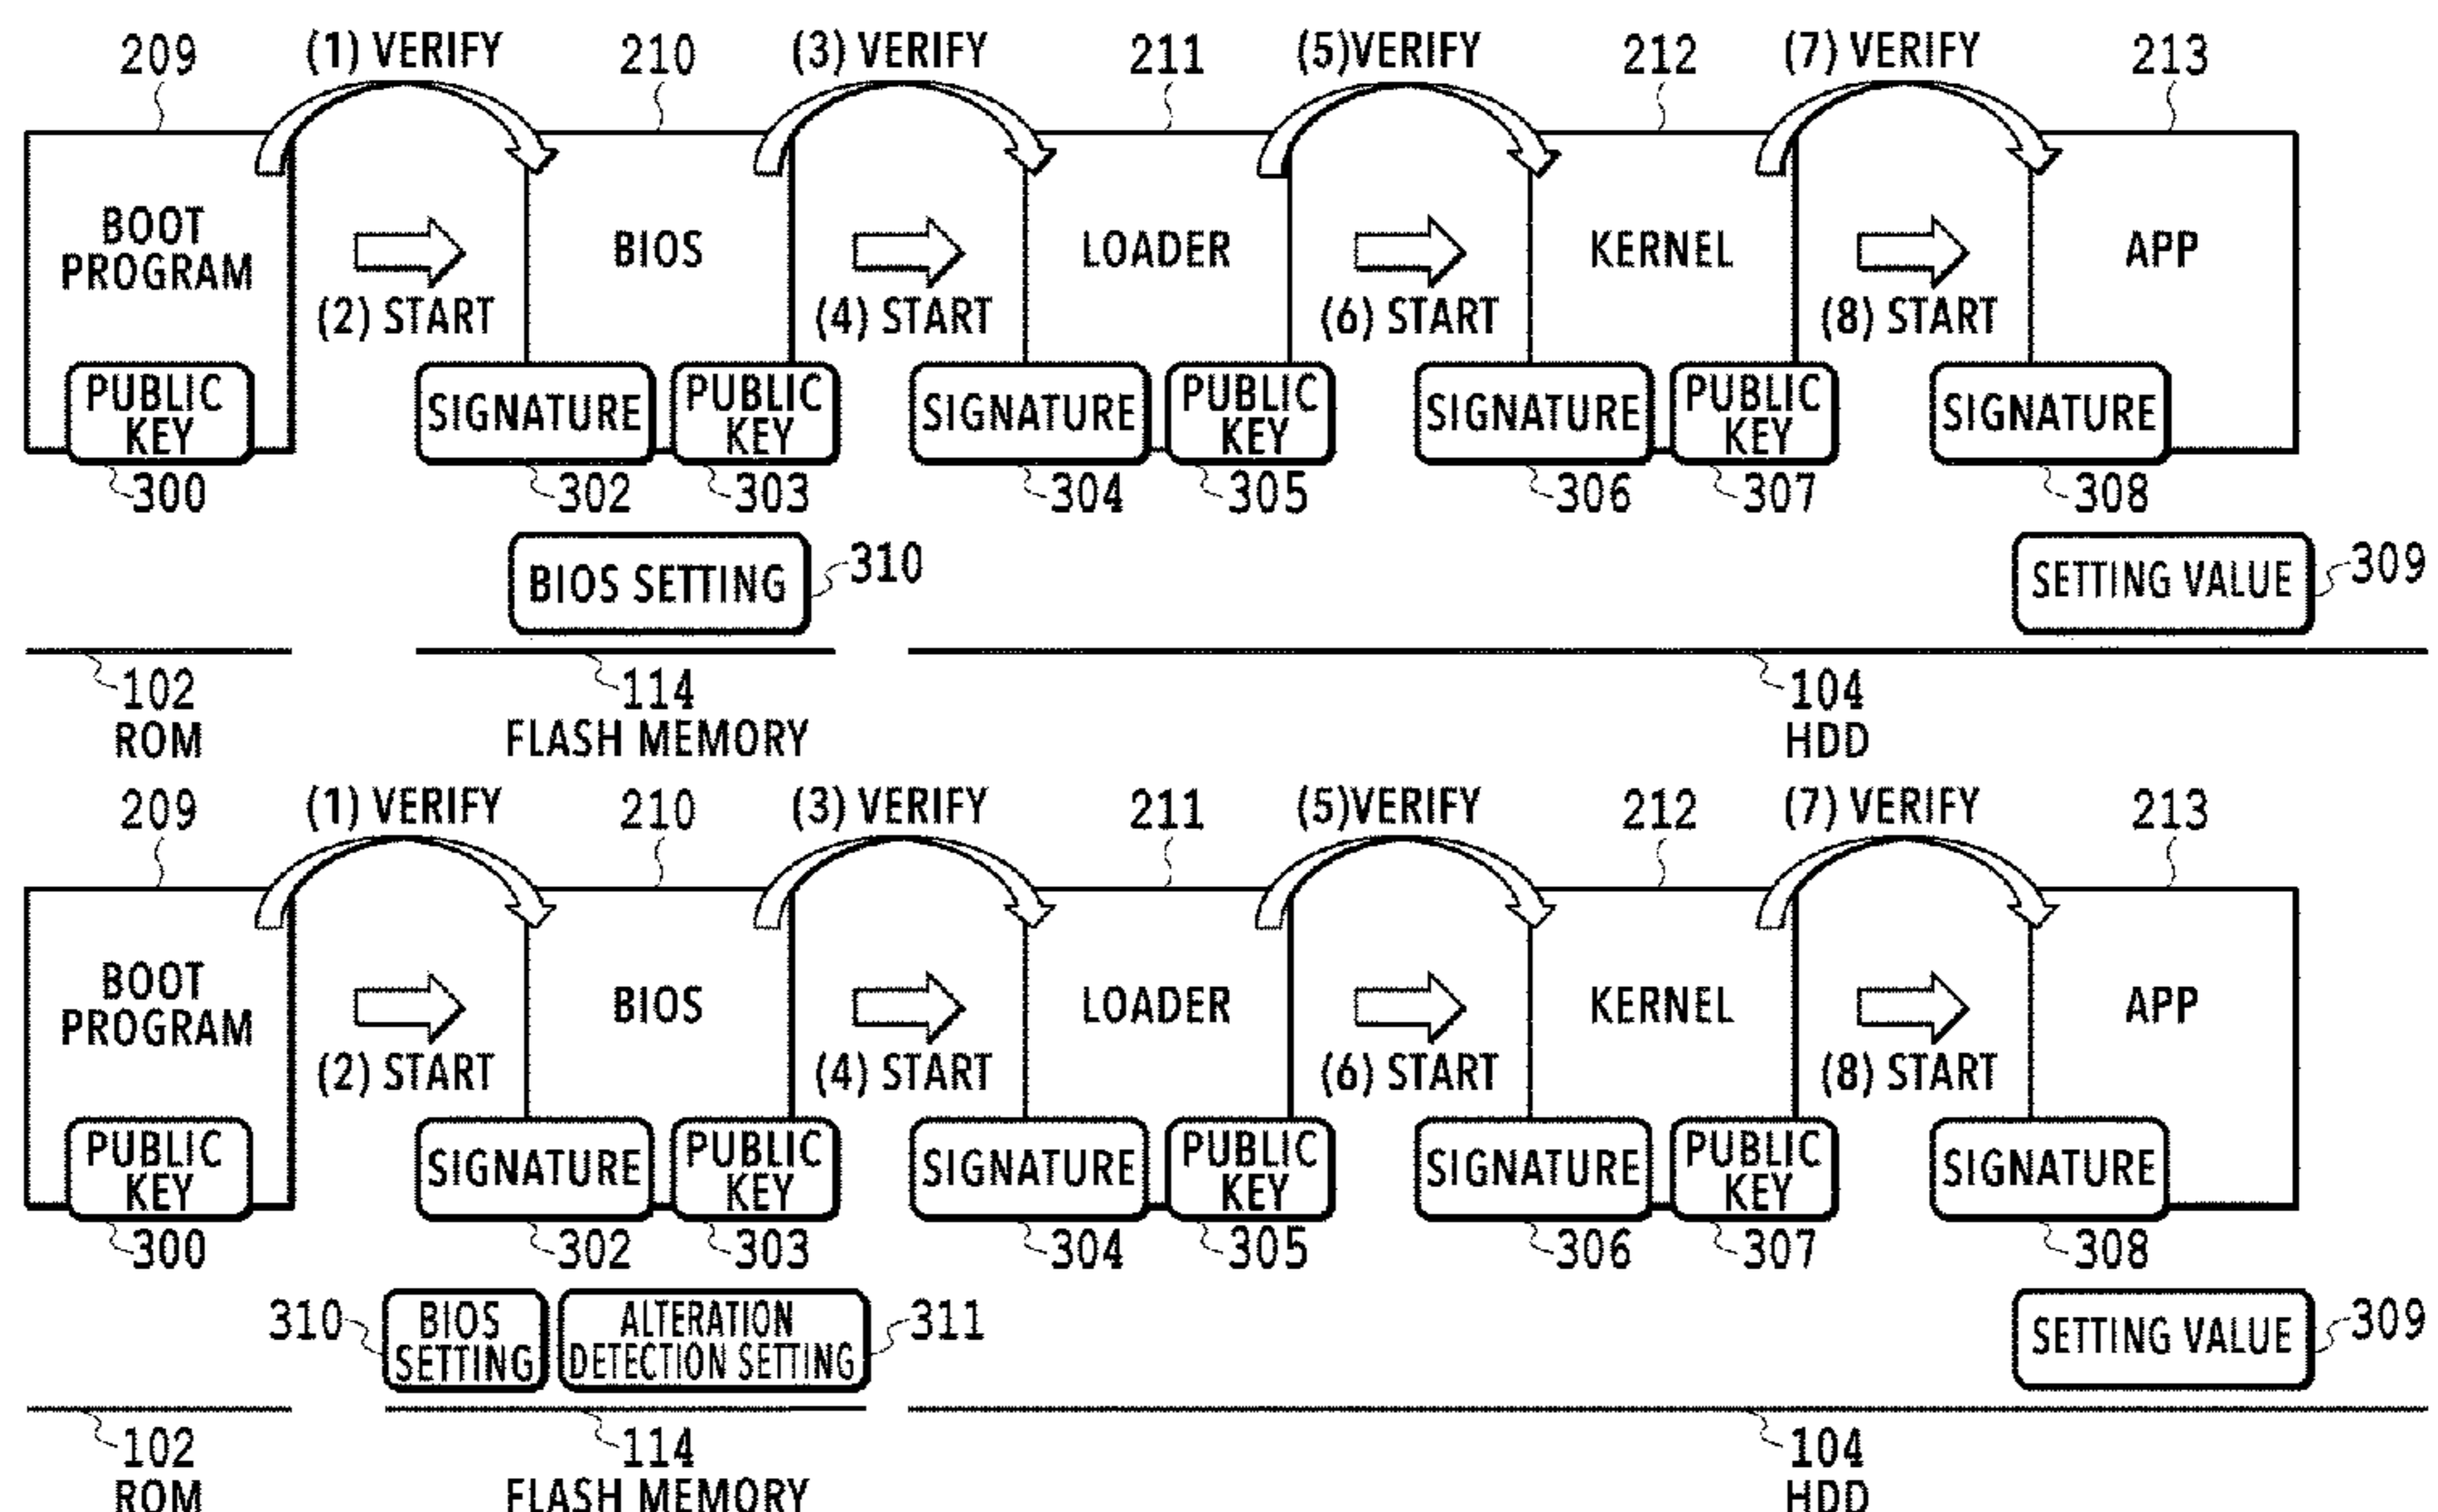 209 (1) VERIFY 210 (3) VERIFY 211 (5)VERIFY 212 (7) VERIFY 213
BOOT
PROGRAM
BIOS
LOADER
KERNEL
APP
(2) START (4) START (6) START (8) START
PUBLIC
KEY
SIGNATURE
PUBLIC
KEY
SIGNATURE
PUBLIC
KEY
SIGNATURE
PUBLIC
KEY
SIGNATURE
300 302 303 304 305 306 307 308
BIOS SETTING 310
SETTING VALUE 309
102
ROM
114
FLASH MEMORY
104
HDD
209 (1) VERIFY 210 (3) VERIFY 211 (5)VERIFY 212 (7) VERIFY 213
BOOT
PROGRAM
BIOS
LOADER
KERNEL
APP
(2) START (4) START (6) START (8) START
PUBLIC
KEY
SIGNATURE
PUBLIC
KEY
SIGNATURE
PUBLIC
KEY
SIGNATURE
PUBLIC
KEY
SIGNATURE
300 302 303 304 305 306 307 308
310
BIOS
SETTING
ALTERATION
DETECTION SETTING
311
SETTING VALUE 309
102
ROM
114
FLASH MEMORY
104
HDD